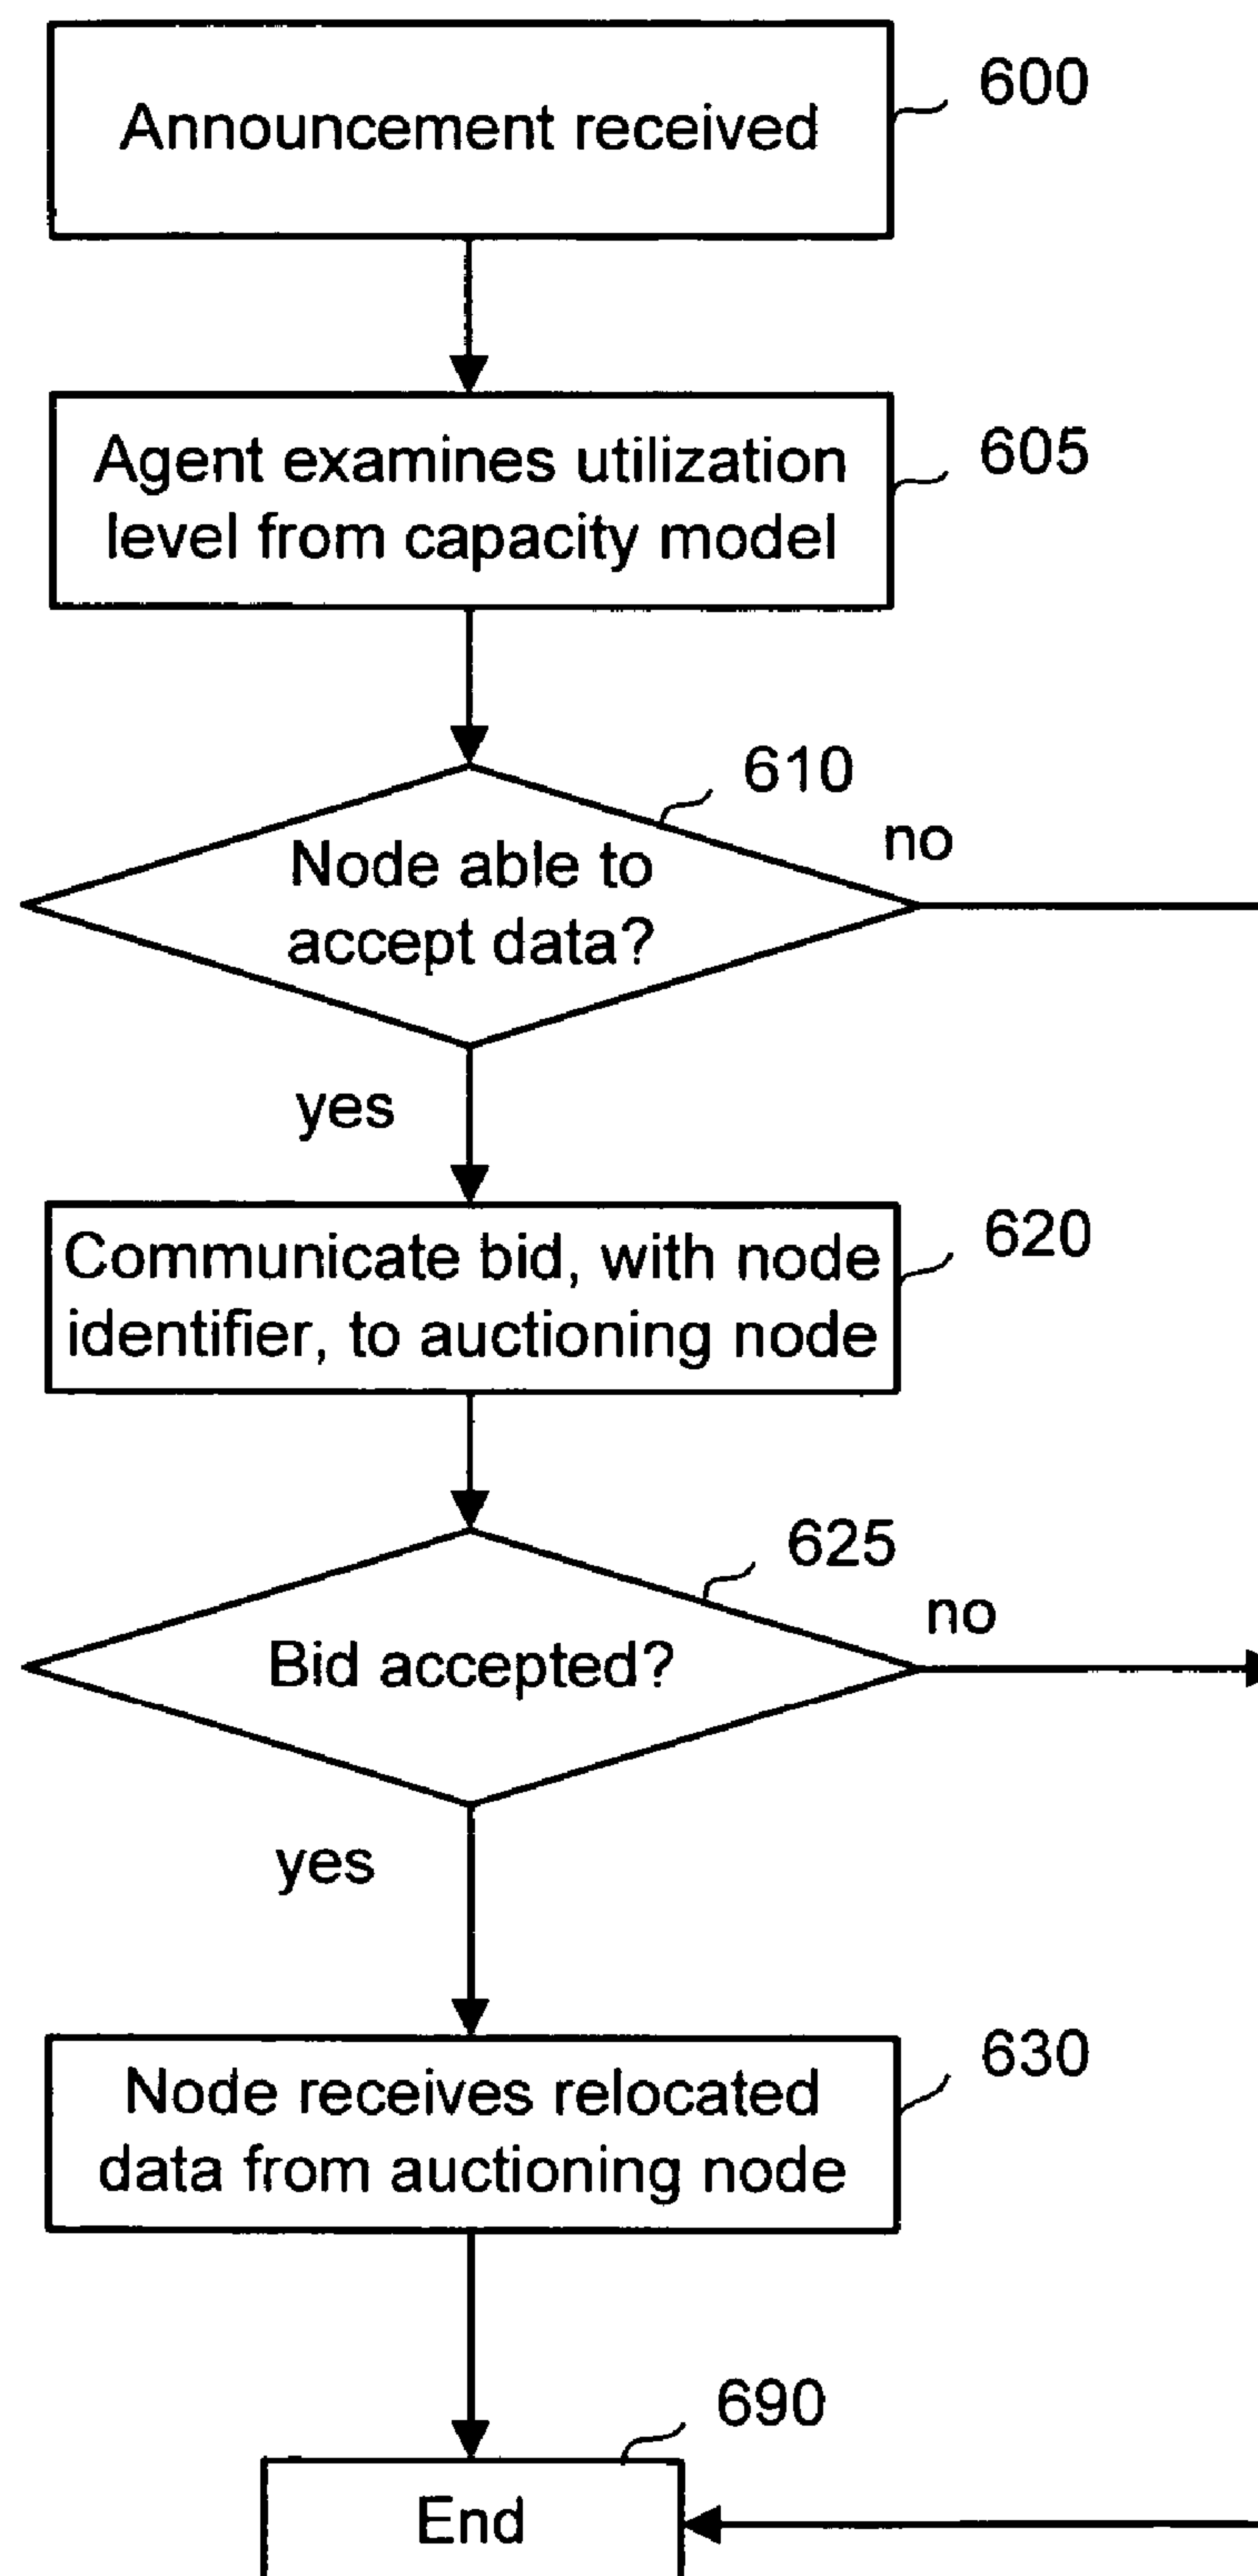 Announcement received
600
Agent examines utilization
level from capacity model
605
610
no
Node able to
accept data?
yes
Communicate bid, with node
identifier, to auctioning node
620
625
no
Bid accepted?
yes
Node receives relocated
data from auctioning node
630
690
End